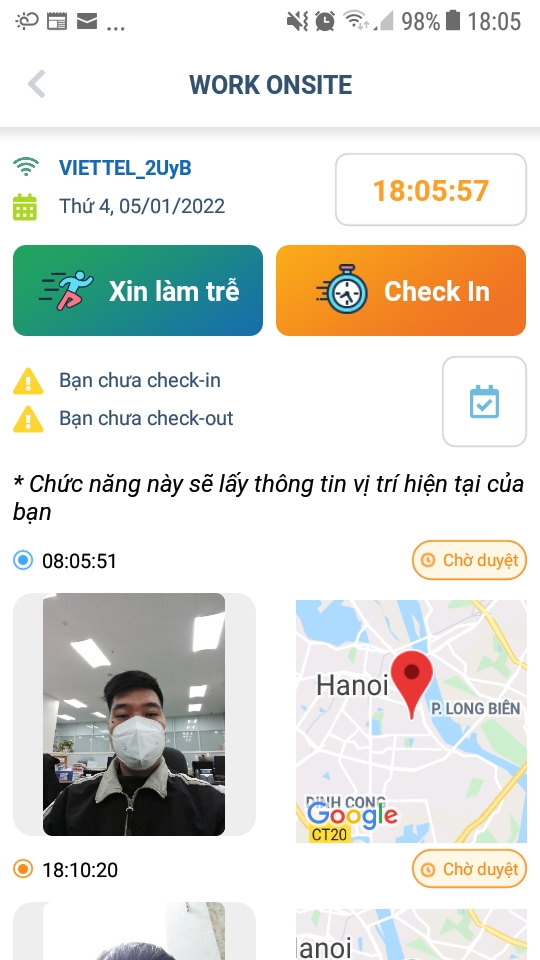 ... 98% 18:05
WORK ONSITE
VIETTEL_2UyB
Thứ 4, 05/01/2022
18:05:57
Xin làm trễ
Check In
Bạn chưa check-in
Bạn chưa check-out
* Chức năng này sẽ lấy thông tin vị trí hiện tại của
bạn
08:05:51
Chờ duyệt
Hanoi
P. LONG BIÊN
ĐỊNH CÔNG
Google
CT20
18:10:20
Chờ duyệt
anoi